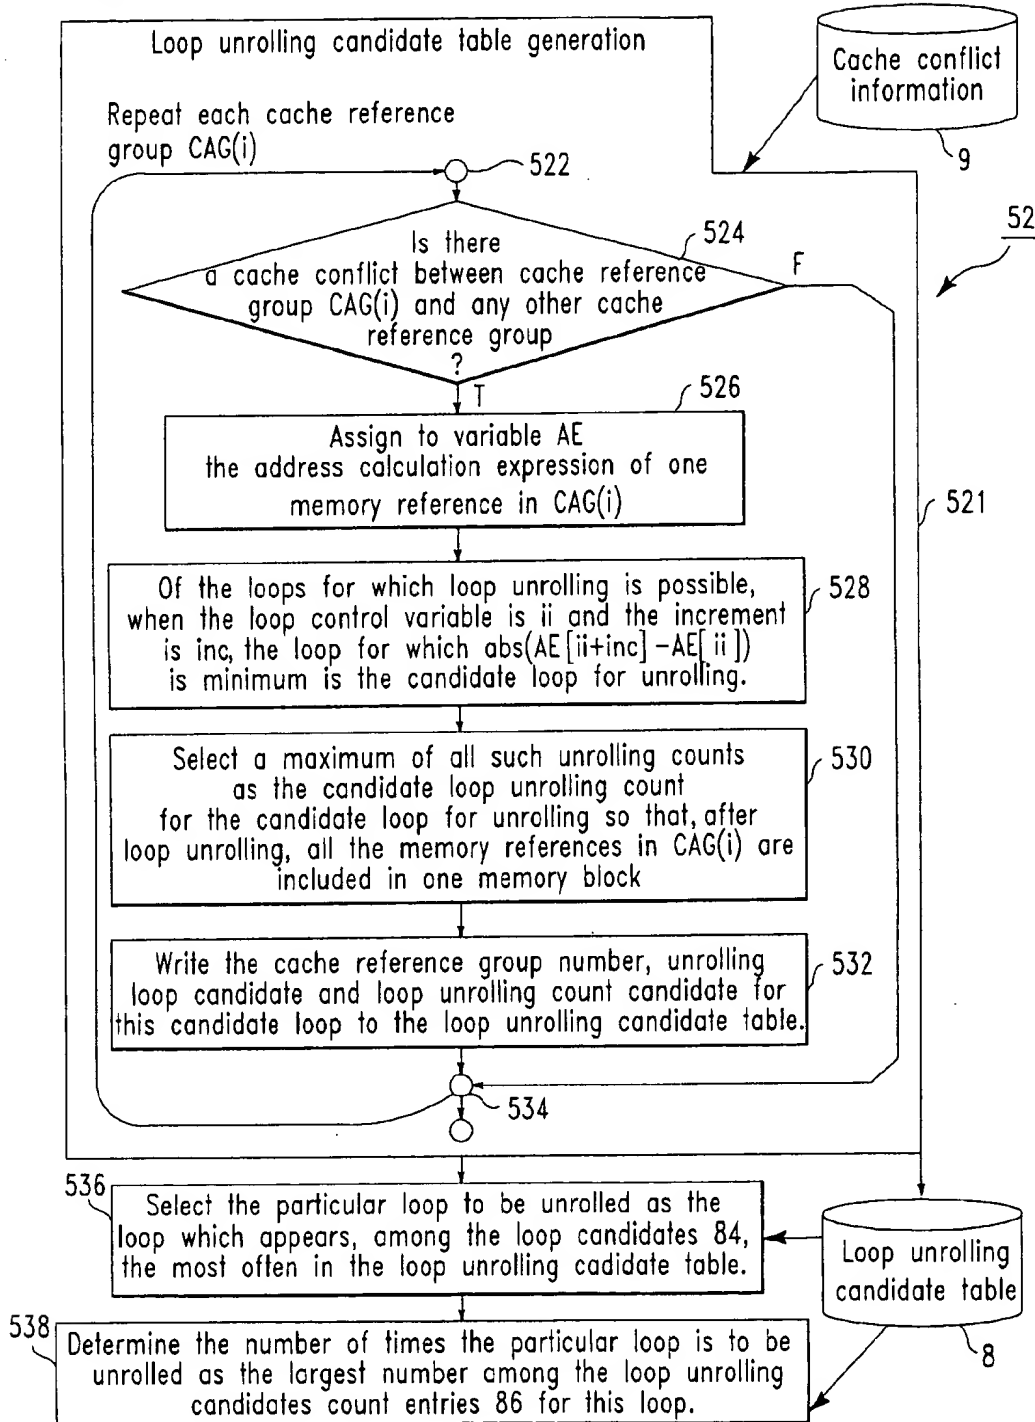 Loop unrolling candidate table generation
Cache conflict
information
9
Repeat each cache reference
group CAG(i)
522
52
524
Is there
a cache conflict between cache reference
group CAG(i) and any other cache
reference group
?
F
T
526
Assign to variable AE
the address calculation expression of one
memory reference in CAG(i)
521
528
Of the loops for which loop unrolling is possible,
when the loop control variable is ii and the increment
is inc, the loop for which abs(AE[ii+inc]-AE[ii])
is minimum is the candidate loop for unrolling.
530
Select a maximum of all such unrolling counts
as the candidate loop unrolling count
for the candidate loop for unrolling so that, after
loop unrolling, all the memory references in CAG(i) are
included in one memory block
532
Write the cache reference group number, unrolling
loop candidate and loop unrolling count candidate for
this candidate loop to the loop unrolling candidate table.
534
536
Select the particular loop to be unrolled as the
loop which appears, among the loop candidates 84,
the most often in the loop unrolling cadidate table.
Loop unrolling
candidate table
8
538
Determine the number of times the particular loop is to be
unrolled as the largest number among the loop unrolling
candidates count entries 86 for this loop.